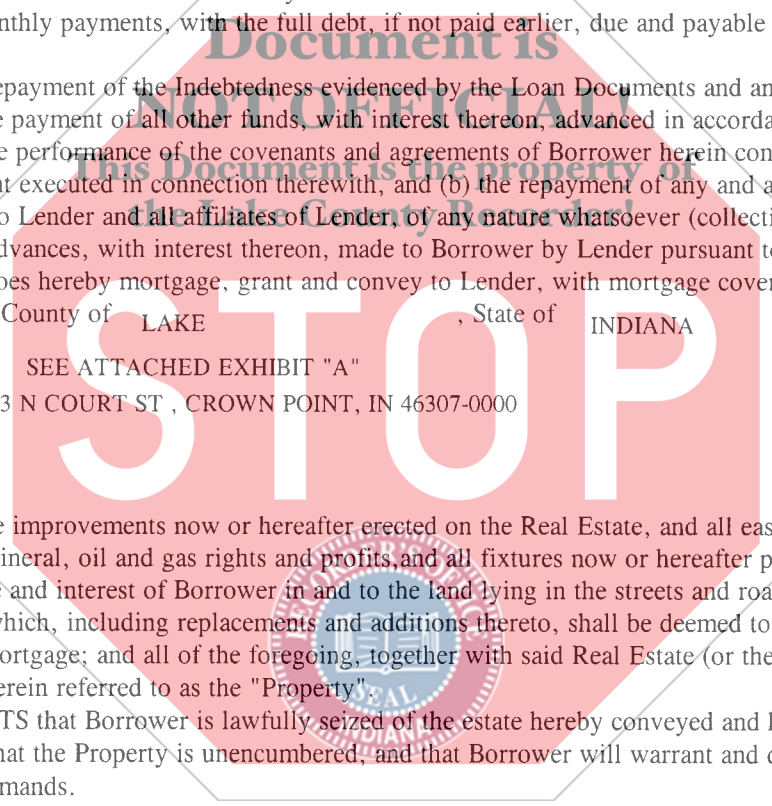 nthly payments, with the full debt, if not paid earlier, due and payable
Document is
epayment of the Indebtedness evidenced by the Loan Documents and an
NOT OFFICIAL!
e payment of all other funds, with interest thereon, advanced in accorda
e performance of the covenants and agreements of Borrower herein con
This Document is the property of
nt executed in connection therewith, and (b) the repayment of any and a
o Lender and all affiliates of Lender, of any nature whatsoever (collecti
the Lake County Recorder!
dvances, with interest thereon, made to Borrower by Lender pursuant to
oes hereby mortgage, grant and convey to Lender, with mortgage cover
County of LAKE , State of INDIANA
SEE ATTACHED EXHIBIT "A"
3 N COURT ST , CROWN POINT, IN 46307-0000
STOP
e improvements now or hereafter erected on the Real Estate, and all eas
ineral, oil and gas rights and profits,and all fixtures now or hereafter p
e and interest of Borrower in and to the land lying in the streets and roa
which, including replacements and additions thereto, shall be deemed to
ortgage; and all of the foregoing, together with said Real Estate (or the
erein referred to as the "Property".
TS that Borrower is lawfully seized of the estate hereby conveyed and h
hat the Property is unencumbered, and that Borrower will warrant and d
mands.
RECORDER'S OFFICE
SEAL
INDIANA